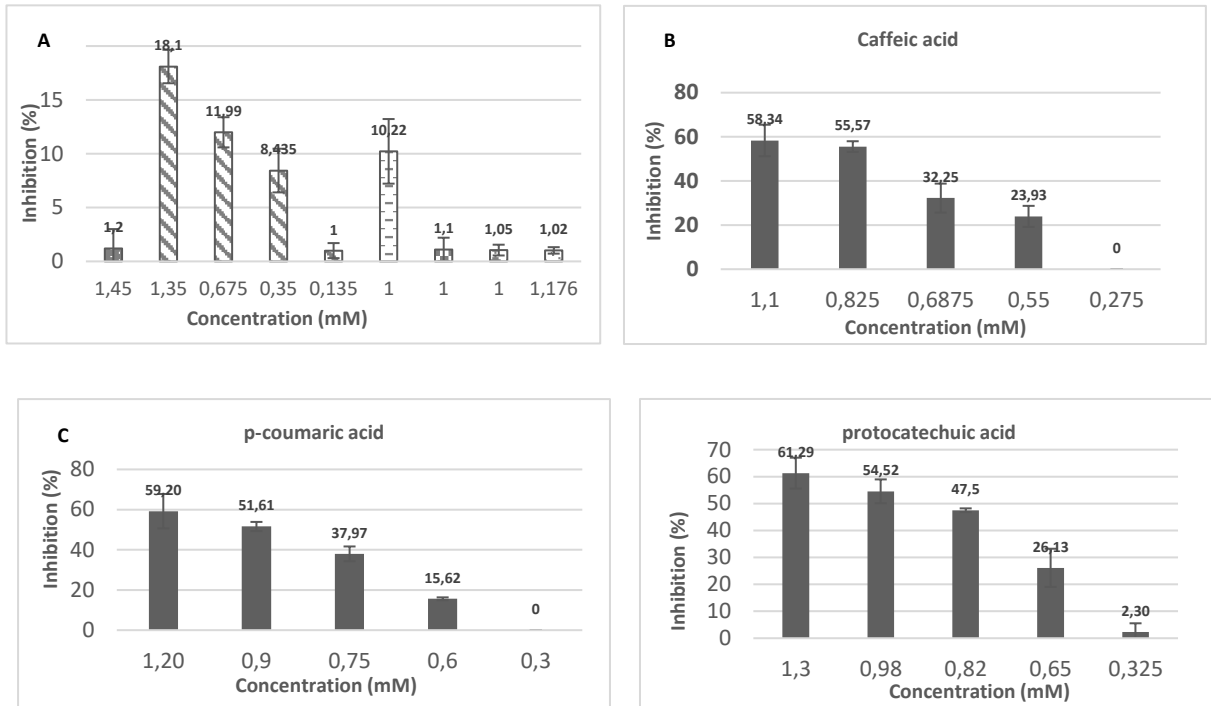 A
Inhibition (%)
15
10
5
0
1,2
18,1
11,99
8,435
1
10,22
1,1
1,05
1,02
1,45 1,35 0,675 0,35 0,135 1 1 1 1,176
Concentration (mM)
B
Caffeic acid
Inhibition (%)
80
60
40
20
0
58,34
55,57
32,25
23,93
0
1,1 0,825 0,6875 0,55 0,275
Concentration (mM)
C
p-coumaric acid
Inhibition (%)
80
60
40
20
0
59,20
51,61
37,97
15,62
0
1,20 0,9 0,75 0,6 0,3
Concentration (mM)
protocatechuic acid
Inhibition (%)
70
60
50
40
30
20
10
0
61,29
54,52
47,5
26,13
2,30
1,3 0,98 0,82 0,65 0,325
Concentration (mM)